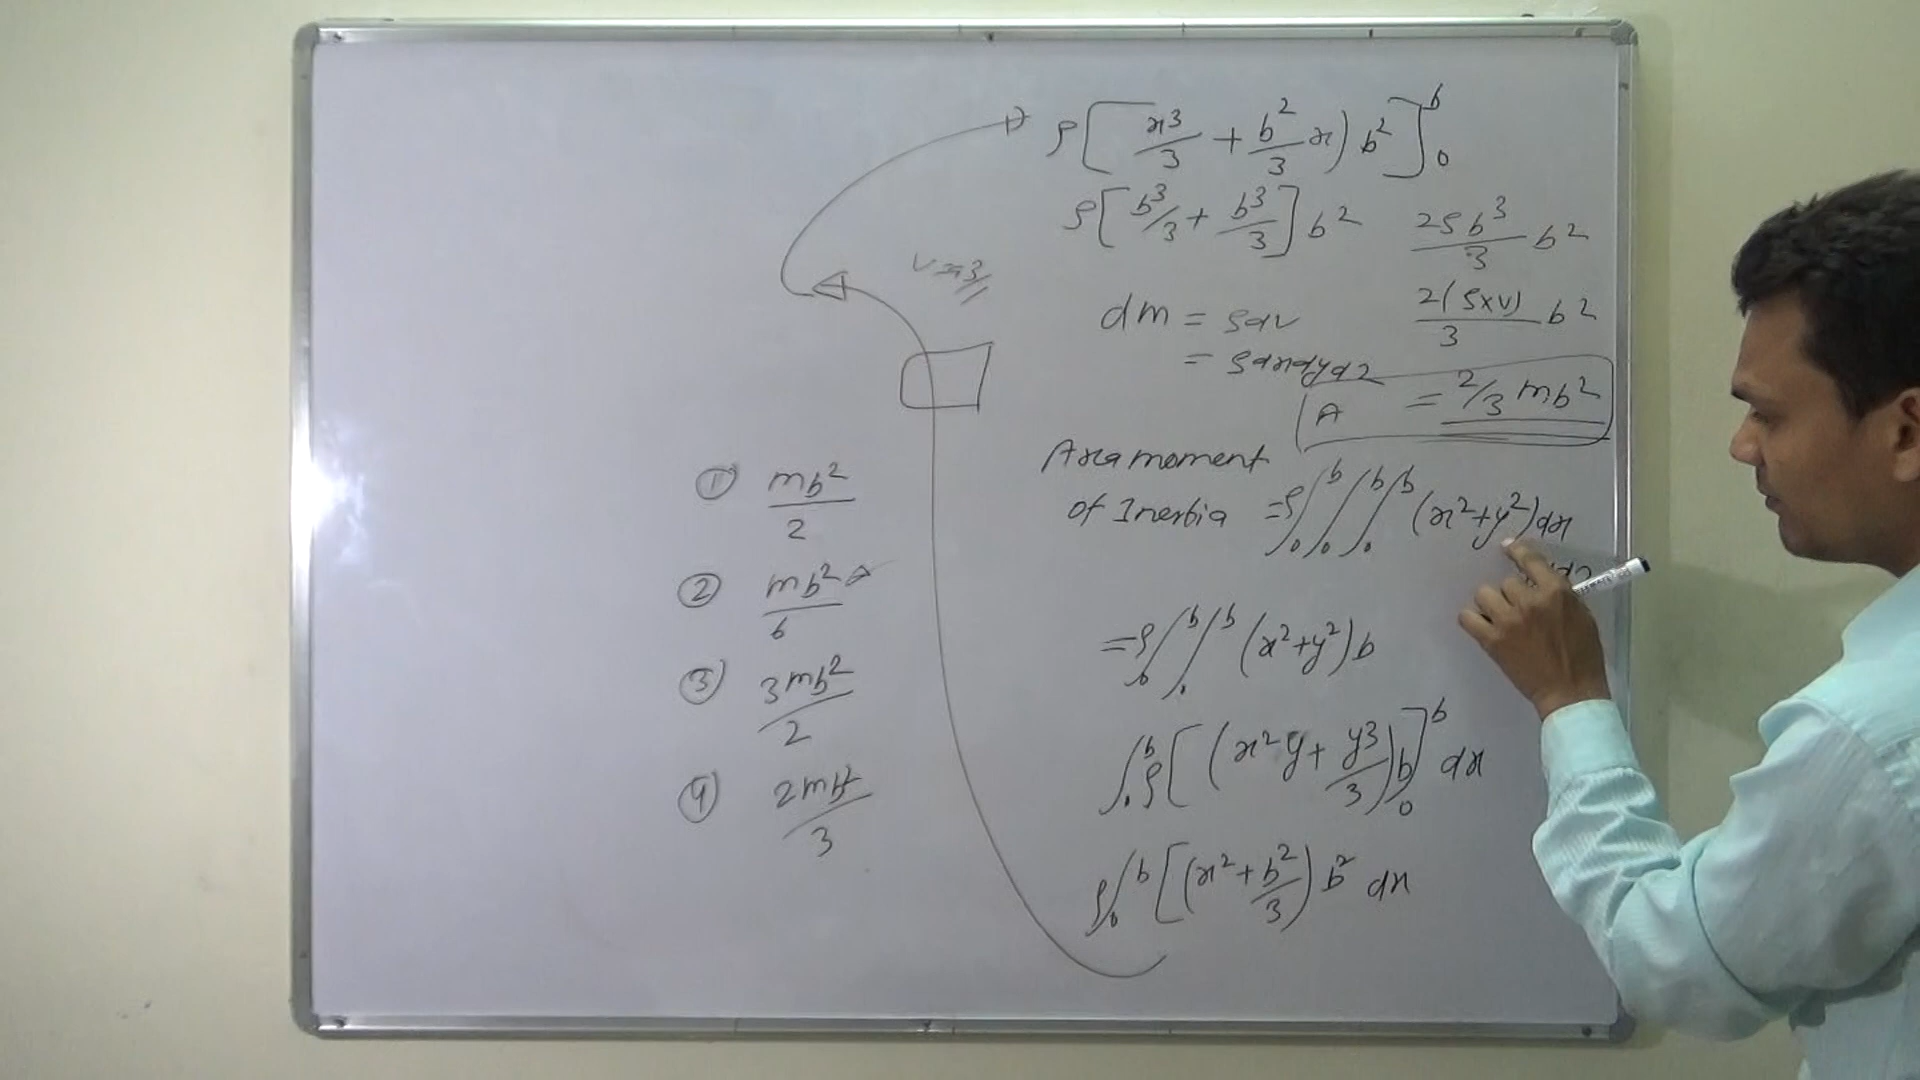 ① mb²/2
② mb²/6
③ 3mb²/2
④ 2mb²/3
ρ[x³/3 + b²/3 x) b²]₀ᵇ
ρ[b³/3 + b³/3] b²
2ρb³/3 b²
dm = ρdv
= ρdxdydz
2(ρxv)/3 b²
A = 2/3 mb²
Area moment
of Inertia = ρ∫₀ᵇ∫₀ᵇ∫₀ᵇ (x²+y²)dx
= ρ∫₀ᵇ∫₀ᵇ (x²+y²)b
∫₀ᵇ ρ[(x²y + y³/3)b]₀ᵇ dx
ρ∫₀ᵇ [(x² + b²/3) b² dx